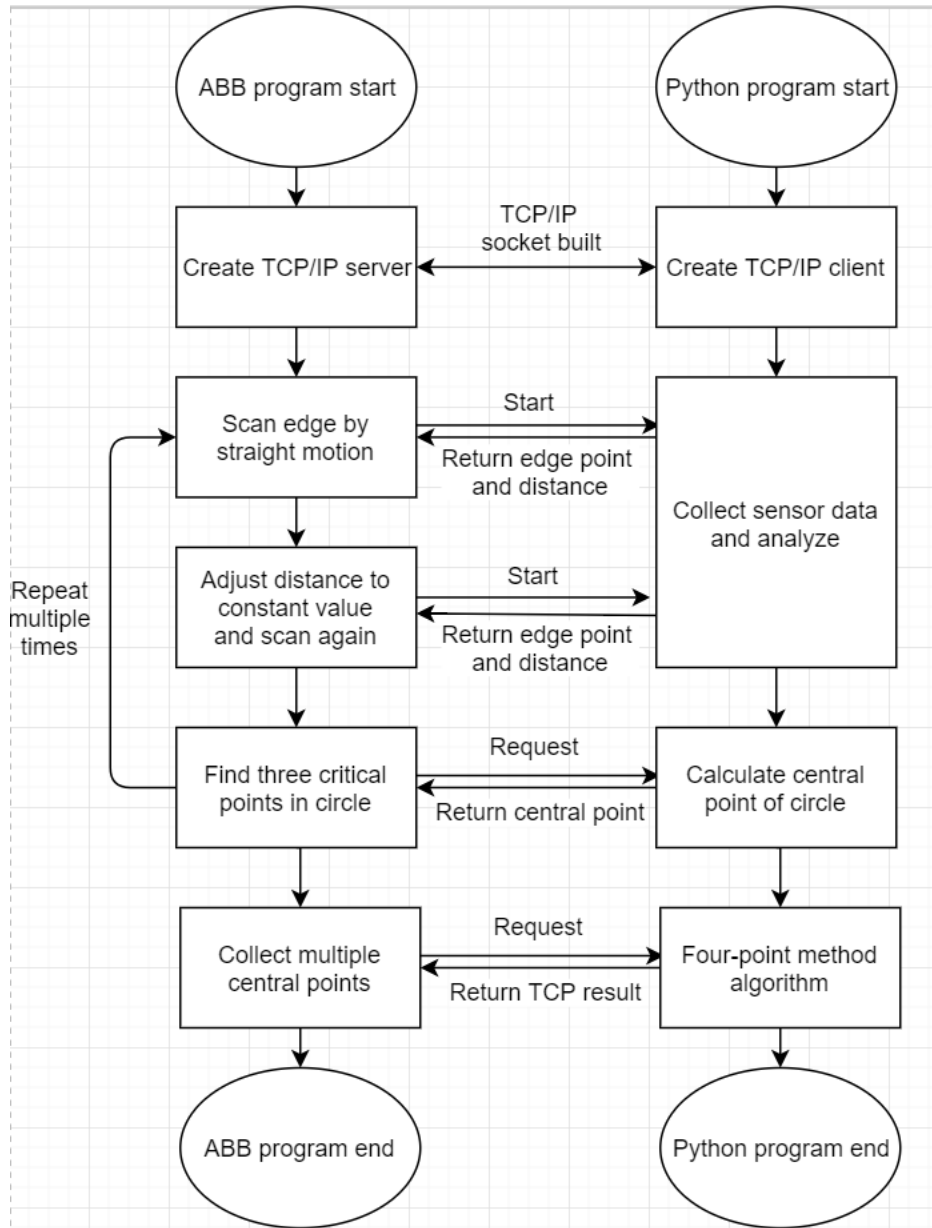 ABB program start
Python program start
TCP/IP
socket built
Create TCP/IP server
Create TCP/IP client
Scan edge by
straight motion
Start
Return edge point
and distance
Collect sensor data
and analyze
Repeat
multiple
times
Adjust distance to
constant value
and scan again
Start
Return edge point
and distance
Find three critical
points in circle
Request
Return central point
Calculate central
point of circle
Collect multiple
central points
Request
Return TCP result
Four-point method
algorithm
ABB program end
Python program end